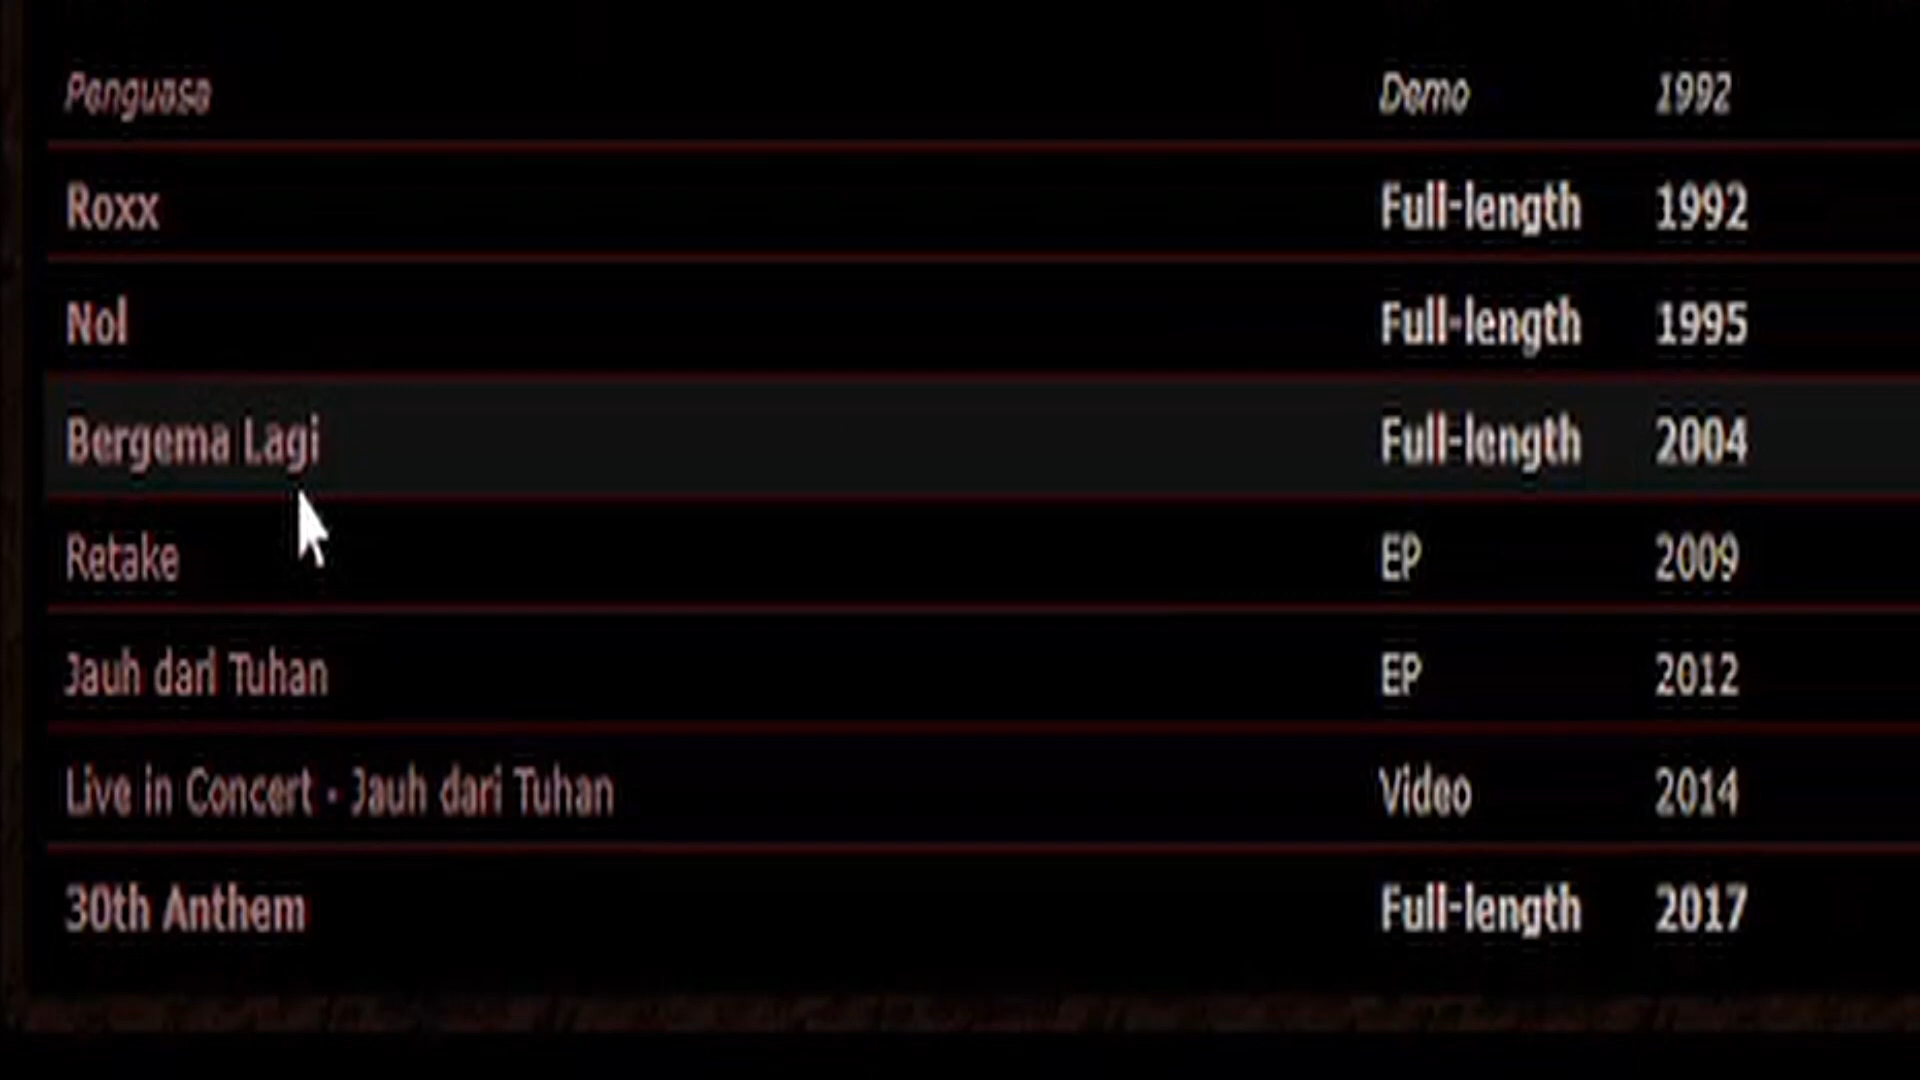 Penguasa Demo 1992
Roxx Full-length 1992
Nol Full-length 1995
Bergema Lagi Full-length 2004
Retake EP 2009
Jauh dari Tuhan EP 2012
Live in Concert - Jauh dari Tuhan Video 2014
30th Anthem Full-length 2017